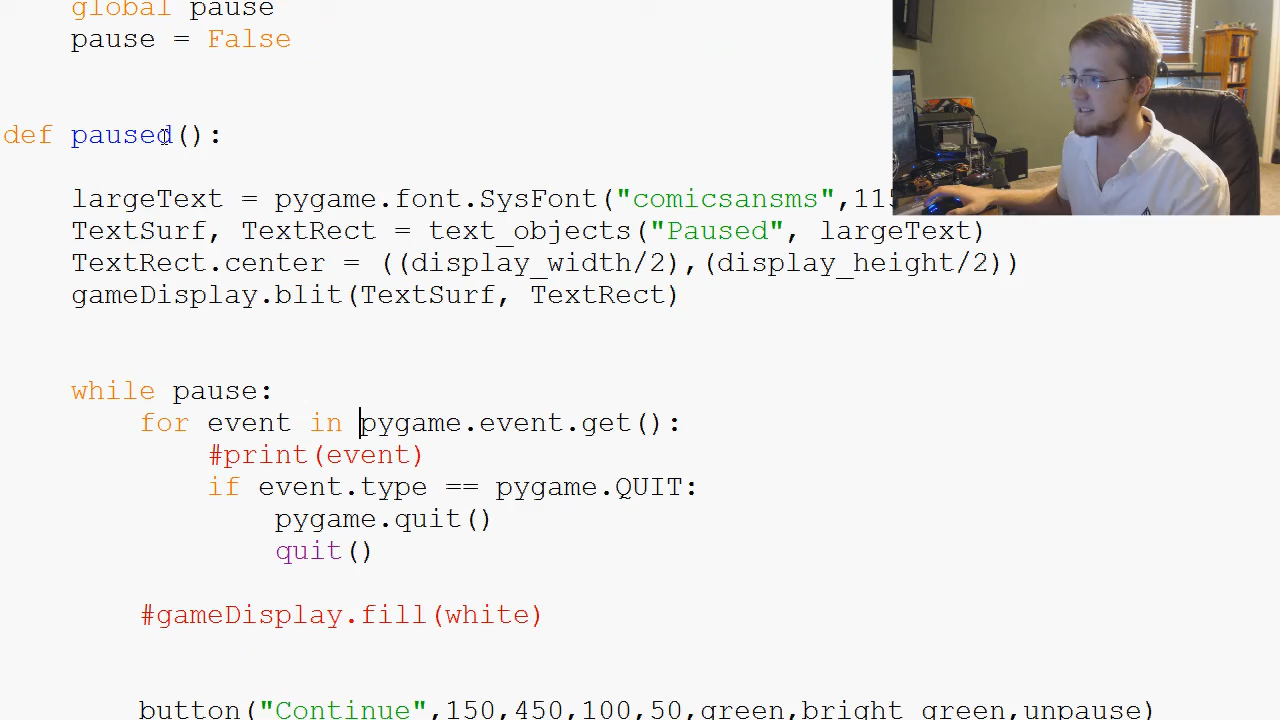 global pause
pause = False
def paused():
largeText = pygame.font.SysFont("comicsansms",115
TextSurf, TextRect = text_objects("Paused", largeText)
TextRect.center = ((display_width/2),(display_height/2))
gameDisplay.blit(TextSurf, TextRect)
while pause:
for event in pygame.event.get():
#print(event)
if event.type == pygame.QUIT:
pygame.quit()
quit()
#gameDisplay.fill(white)
button("Continue",150,450,100,50,green,bright_green,unpause)